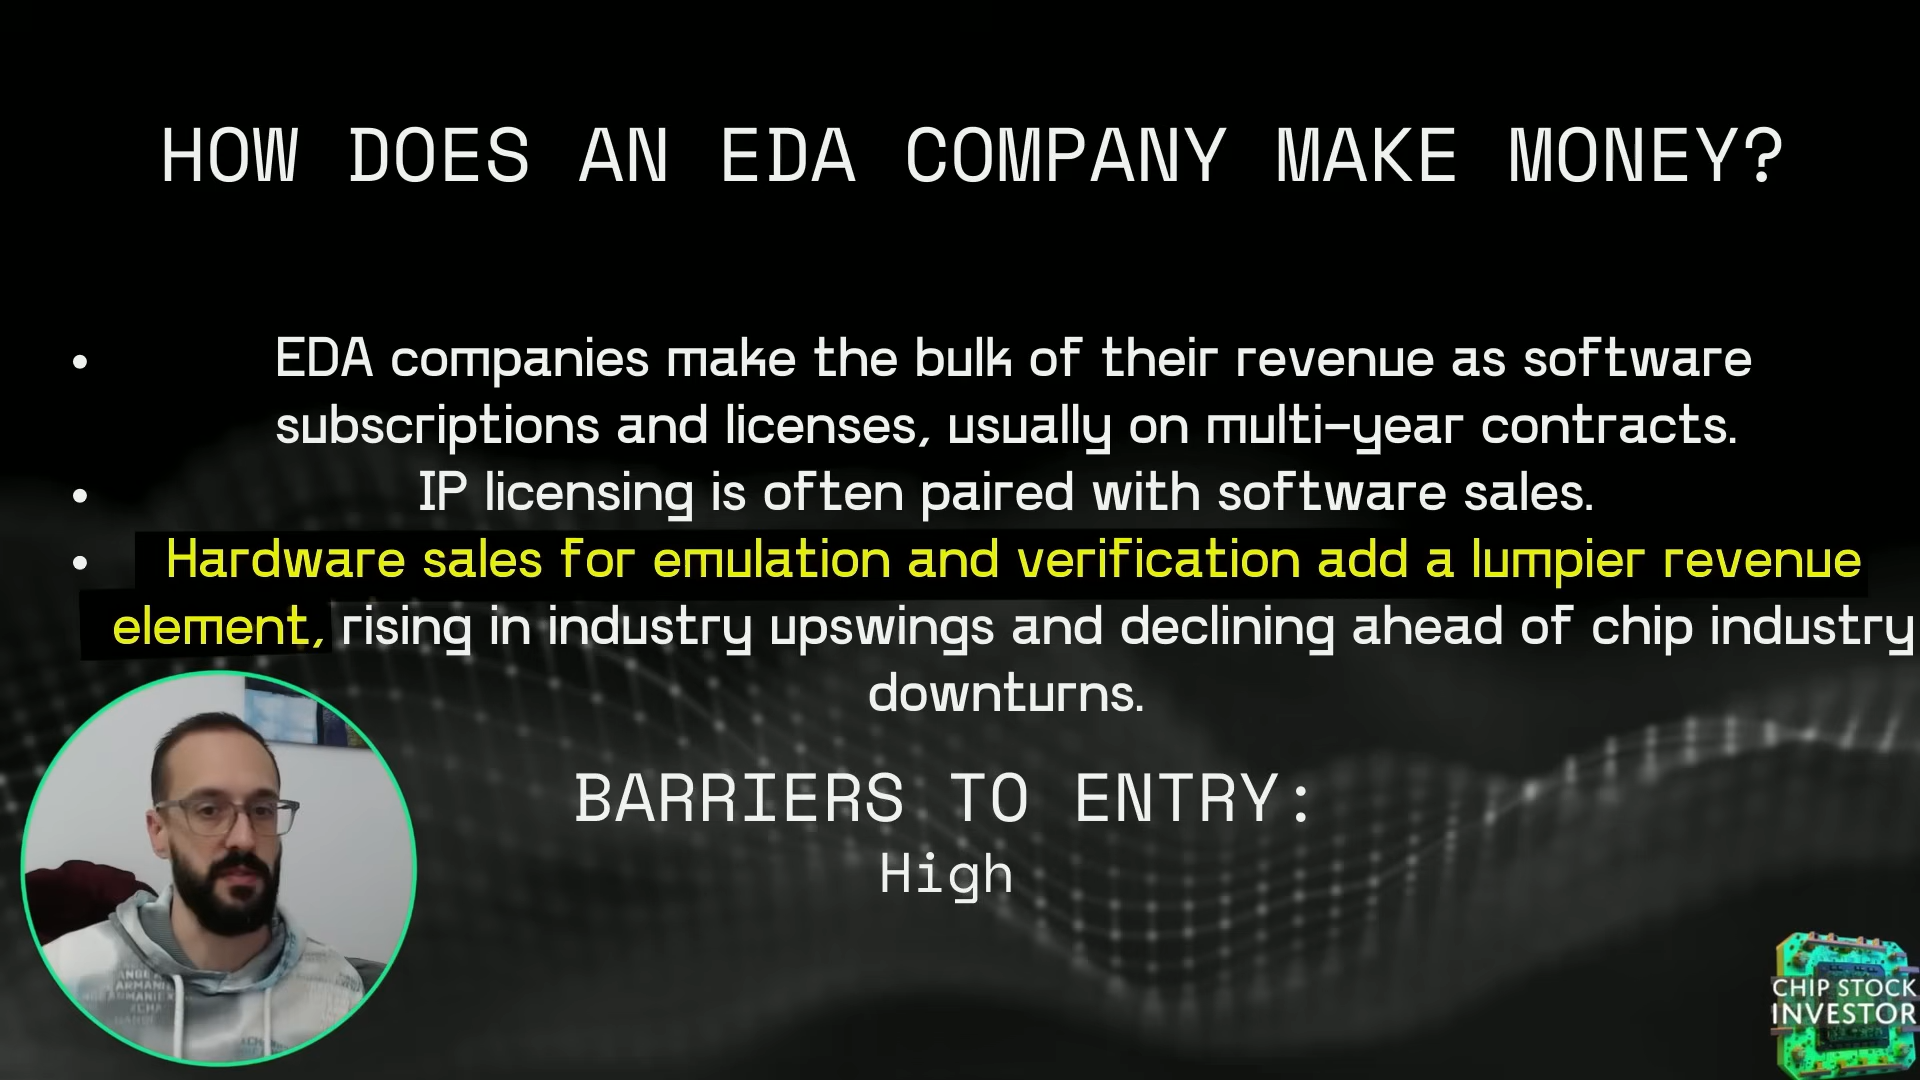 HOW DOES AN EDA COMPANY MAKE MONEY?
• EDA companies make the bulk of their revenue as software
subscriptions and licenses, usually on multi-year contracts.
• IP licensing is often paired with software sales.
• Hardware sales for emulation and verification add a lumpier revenue
element, rising in industry upswings and declining ahead of chip industry
downturns.
BARRIERS TO ENTRY:
High
CHIP STOCK
INVESTOR